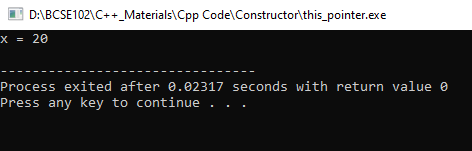 D:\BCSE102\C++_Materials\Cpp Code\Constructor\this_pointer.exe
x = 20
--------------------------------
Process exited after 0.02317 seconds with return value 0
Press any key to continue . . .